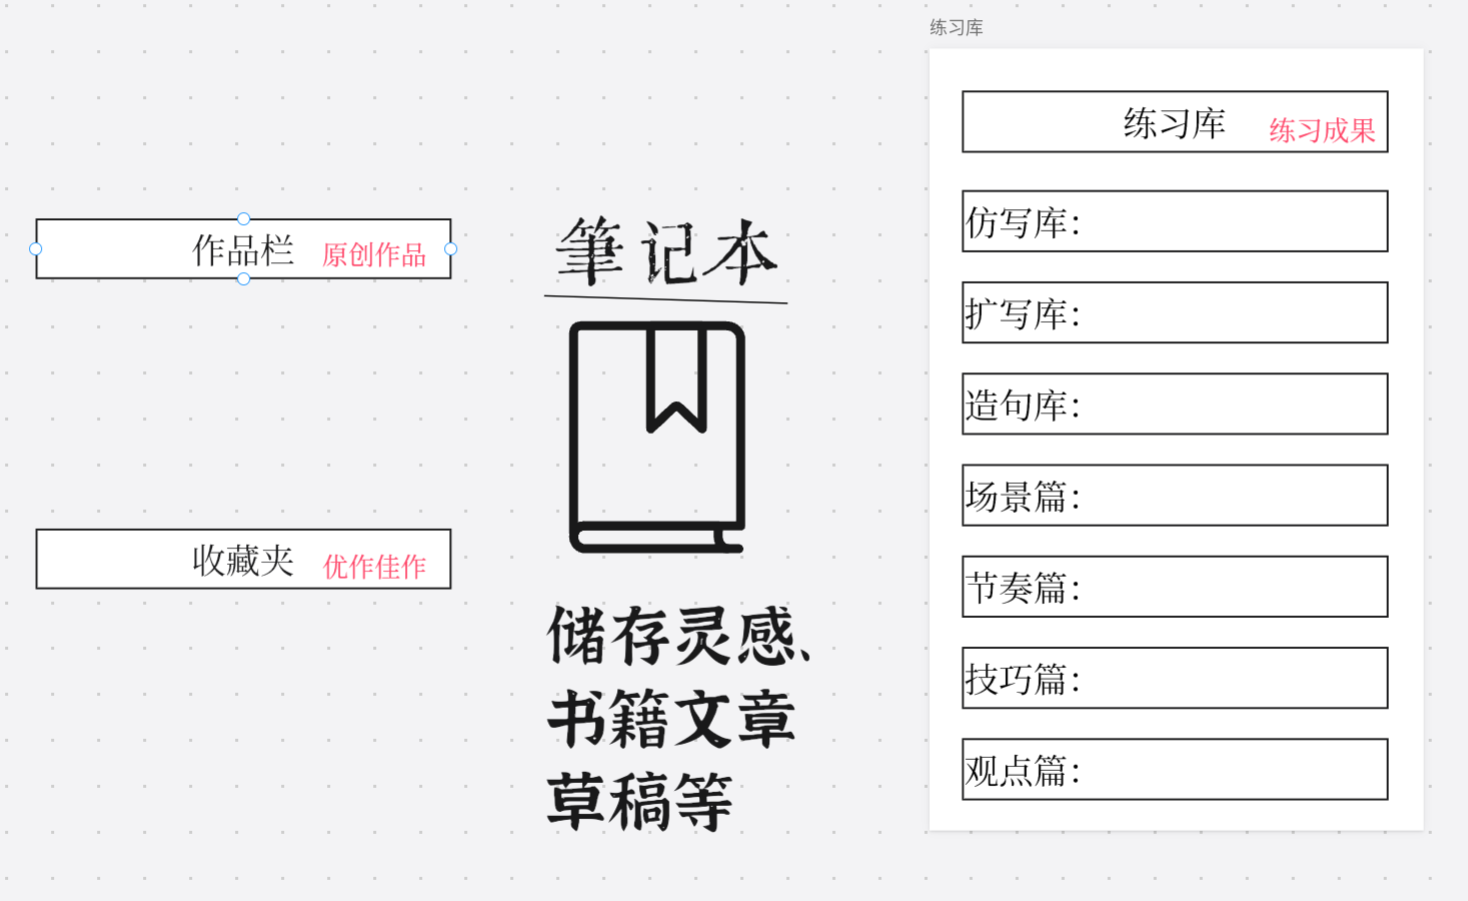 作品栏 原创作品
收藏夹 优作佳作
筆记本
储存灵感、
书籍文章
草稿等
练习库
练习库 练习成果
仿写库：
扩写库：
造句库：
场景篇：
节奏篇：
技巧篇：
观点篇：